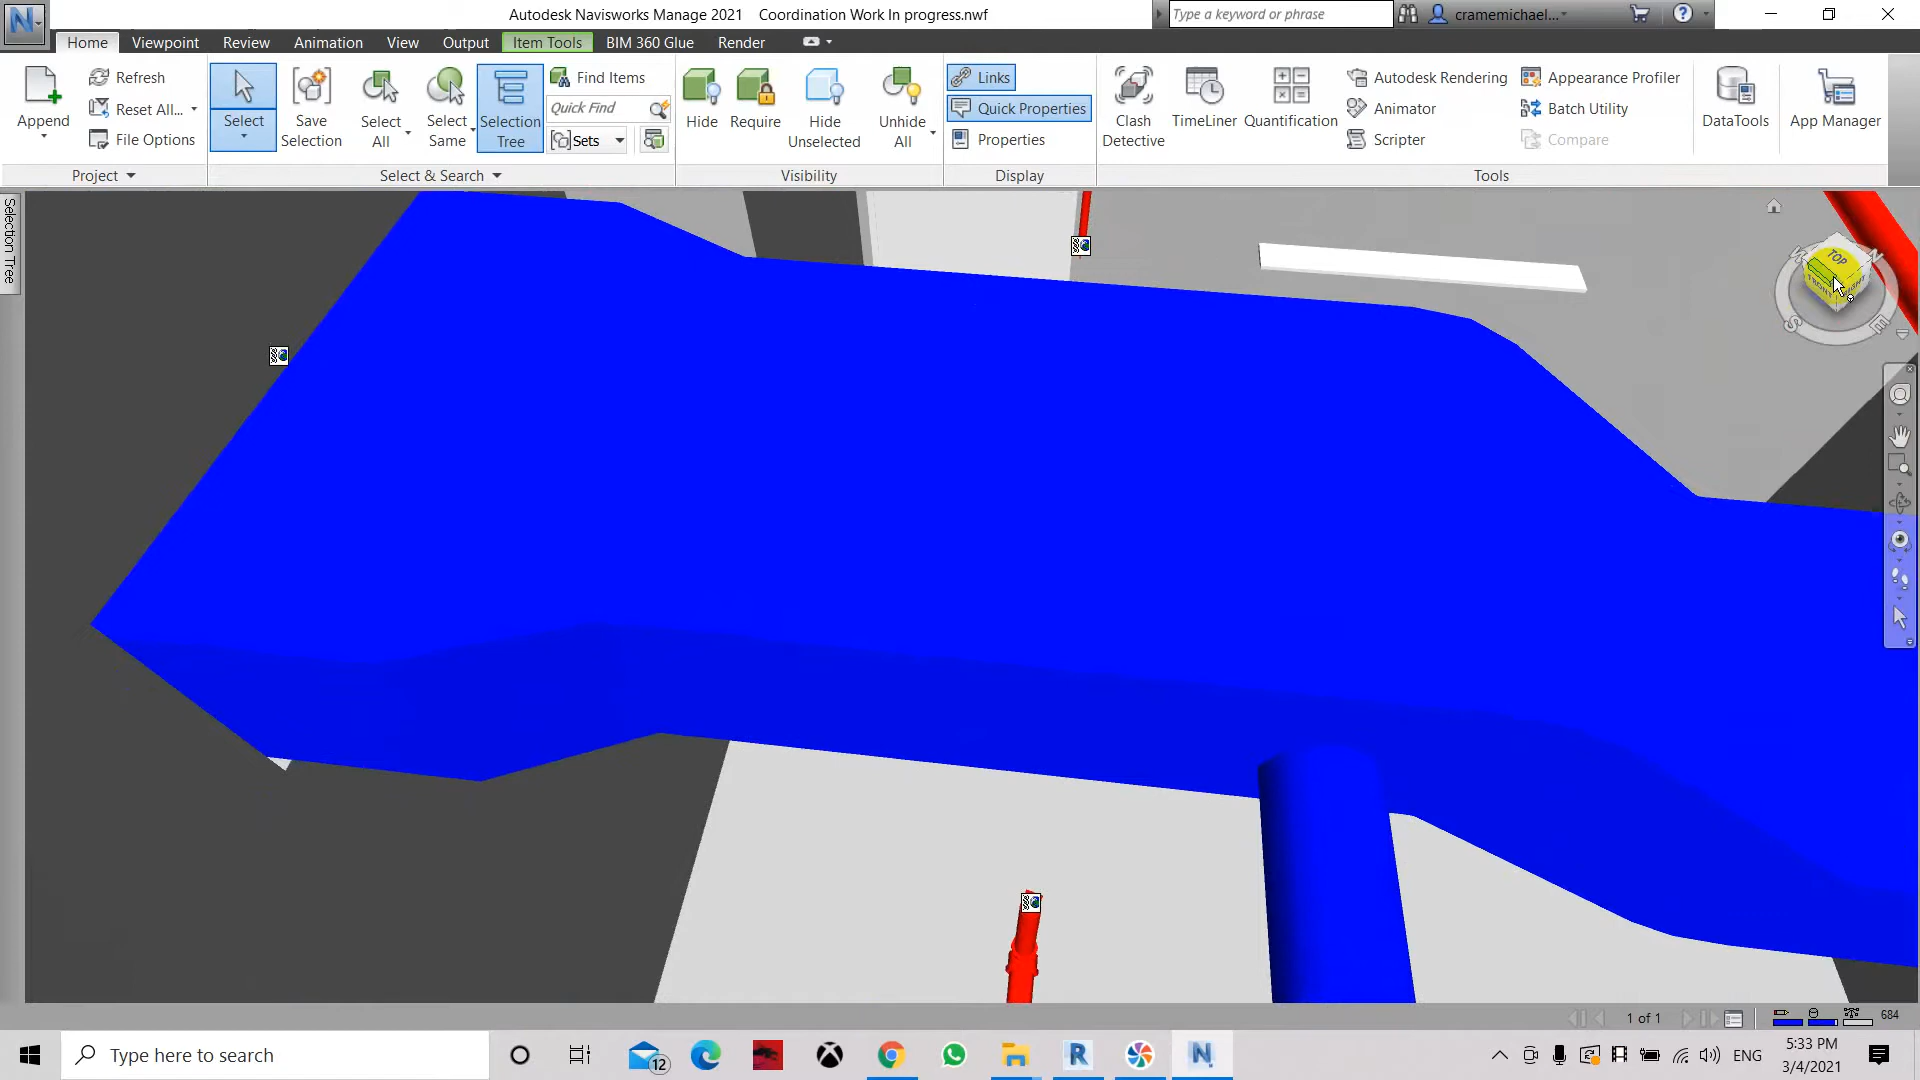 Autodesk Navisworks Manage 2021 Coordination Work In progress.nwf
Type a keyword or phrase
cramemichael...
Home Viewpoint Review Animation View Output Item Tools BIM 360 Glue Render
Append
Refresh
Reset All...
File Options
Project
Select
Save Selection
Select All
Select Same
Selection Tree
Find Items
Quick Find
Sets
Select & Search
Hide
Require
Hide Unselected
Unhide All
Visibility
Links
Quick Properties
Properties
Display
Clash Detective
TimeLiner
Quantification
Autodesk Rendering
Animator
Scripter
Appearance Profiler
Batch Utility
Compare
Tools
DataTools
App Manager
Selection Tree
TOP
FRONT
W
N
S
E
1 of 1
684
Type here to search
12
ENG
5:33 PM
3/4/2021